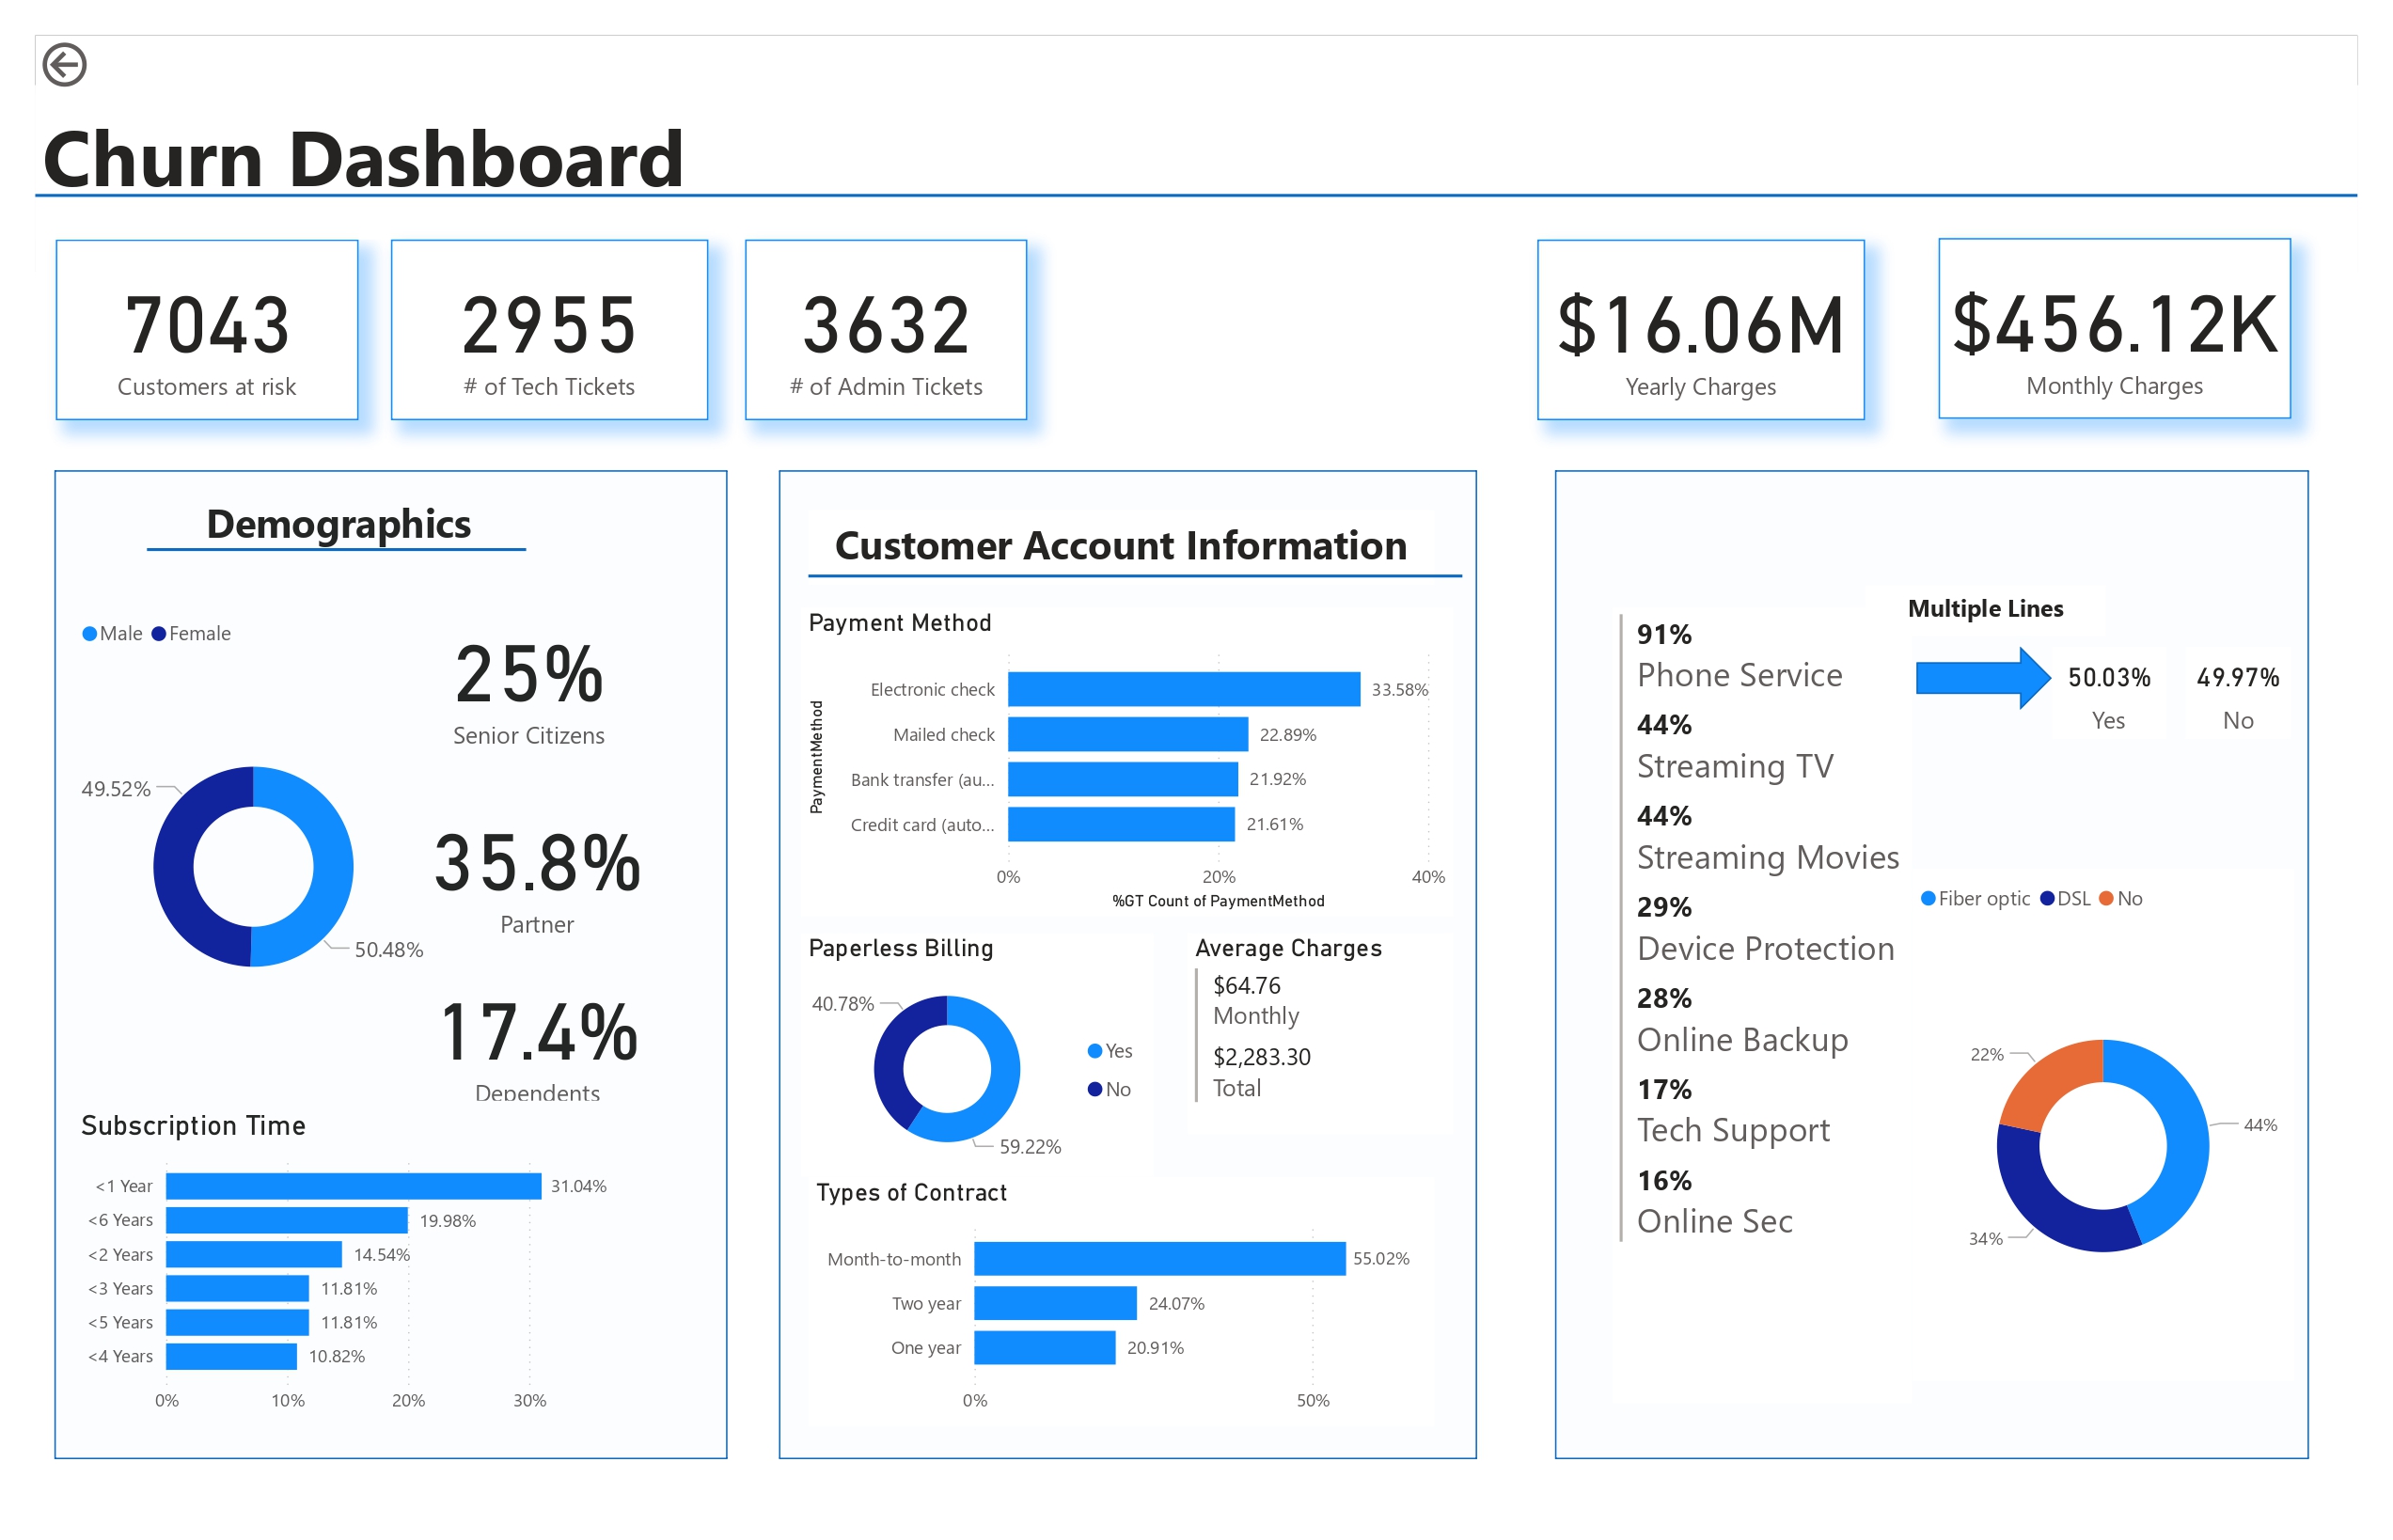 Churn Dashboard
7043
Customers at risk
2955
# of Tech Tickets
3632
# of Admin Tickets
$16.06M
Yearly Charges
$456.12K
Monthly Charges
Demographics
Male Female
25%
Senior Citizens
49.52%
50.48%
35.8%
Partner
17.4%
Dependents
Subscription Time
<1 Year 31.04%
<6 Years 19.98%
<2 Years 14.54%
<3 Years 11.81%
<5 Years 11.81%
<4 Years 10.82%
0% 10% 20% 30%
Customer Account Information
Payment Method
PaymentMethod
Electronic check 33.58%
Mailed check 22.89%
Bank transfer (au... 21.92%
Credit card (auto... 21.61%
0% 20% 40%
%GT Count of PaymentMethod
Paperless Billing
40.78%
59.22%
Yes
No
Average Charges
$64.76
Monthly
$2,283.30
Total
Types of Contract
Month-to-month 55.02%
Two year 24.07%
One year 20.91%
0% 50%
91%
Phone Service
44%
Streaming TV
44%
Streaming Movies
29%
Device Protection
28%
Online Backup
17%
Tech Support
16%
Online Sec
Multiple Lines
50.03%
Yes
49.97%
No
Fiber optic DSL No
22%
44%
34%